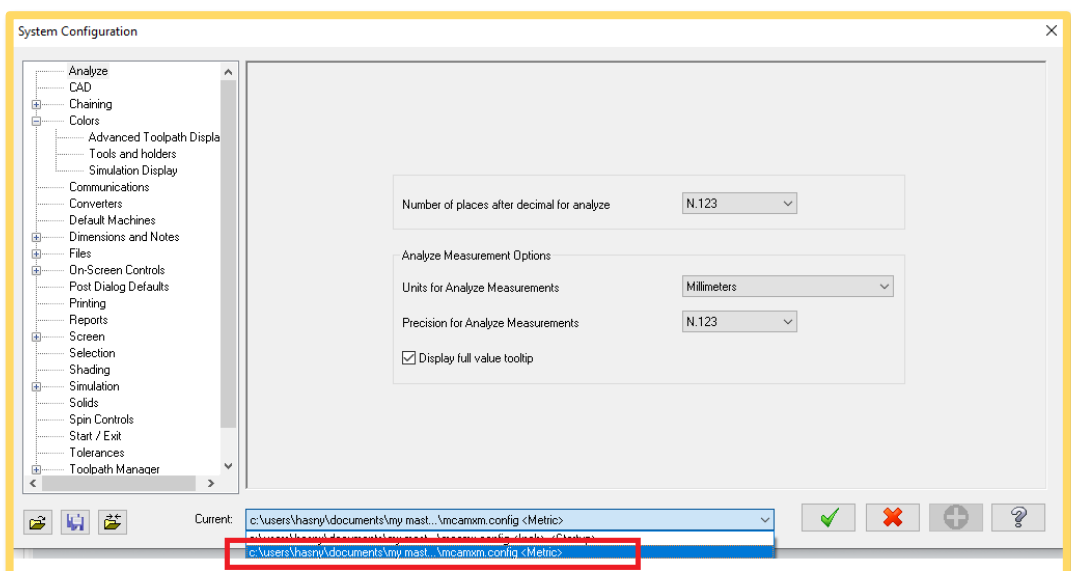 System Configuration
Analyze
CAD
Chaining
Colors
Advanced Toolpath Displa
Tools and holders
Simulation Display
Communications
Converters
Default Machines
Dimensions and Notes
Files
On-Screen Controls
Post Dialog Defaults
Printing
Reports
Screen
Selection
Shading
Simulation
Solids
Spin Controls
Start / Exit
Tolerances
Toolpath Manager
Number of places after decimal for analyze N.123
Analyze Measurement Options
Units for Analyze Measurements Millimeters
Precision for Analyze Measurements N.123
Display full value tooltip
Current: c:\users\hasny\documents\my mast...\mcamxm.config <Metric>
c:\users\hasny\documents\my mast...\mcamxm.config <Metric>